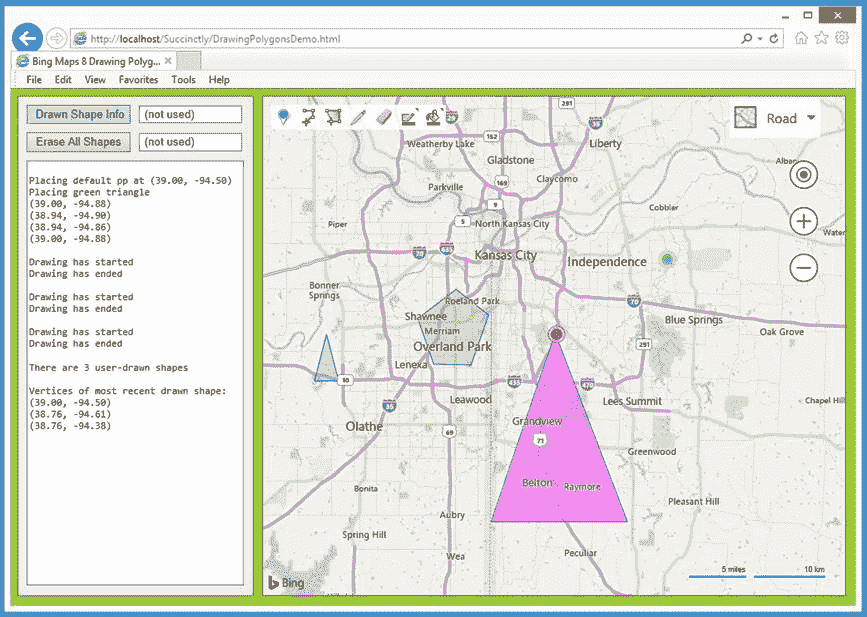 http://localhost/Succinctly/DrawingPolygonsDemo.html
Bing Maps 8 Drawing Polyg...
File Edit View Favorites Tools Help
Drawn Shape Info (not used)
Erase All Shapes (not used)
Placing default pp at (39.00, -94.50)
Placing green triangle
(39.00, -94.88)
(38.94, -94.90)
(38.94, -94.86)
(39.00, -94.88)
Drawing has started
Drawing has ended
Drawing has started
Drawing has ended
Drawing has started
Drawing has ended
There are 3 user-drawn shapes
Vertices of most recent drawn shape:
(39.00, -94.50)
(38.76, -94.61)
(38.76, -94.38)
Road
291
152
Weatherby Lake
Liberty
Gladstone
Alban
169
Claycomo
Parkville
9
Cobbler
5
Piper
North Kansas City
Water
Kansas City
Independence
Bonner
Springs
Roeland Park
70
Shawnee
Blue Springs
Merriam
Oak Grove
Overland Park
291
Lenexa
10
Leawood
Lees Summit
Chapel Hill
Olathe
Grandview
69
71
Greenwood
Belton
Raymore
Bonita
Pleasant Hill
Aubry
Spring Hill
Wea
Peculiar
5 miles 10 km
Bing